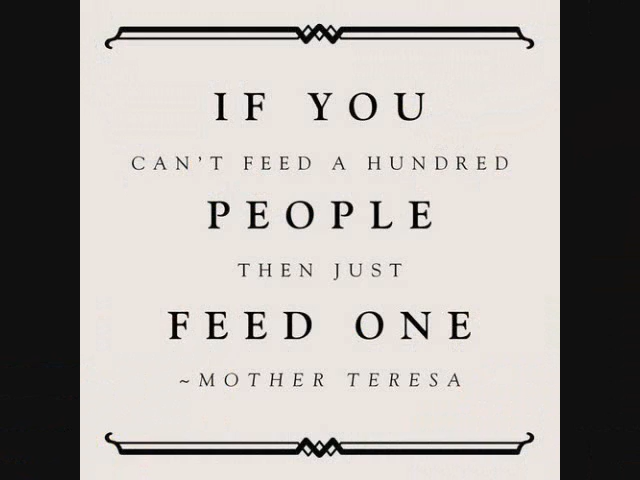 IF YOU
CAN'T FEED A HUNDRED
PEOPLE
THEN JUST
FEED ONE
~MOTHER TERESA